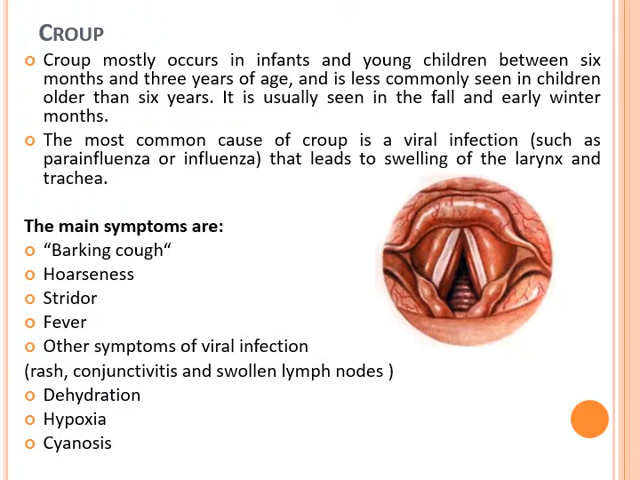 CROUP
Croup mostly occurs in infants and young children between six
months and three years of age, and is less commonly seen in children
older than six years. It is usually seen in the fall and early winter
months.
The most common cause of croup is a viral infection (such as
parainfluenza or influenza) that leads to swelling of the larynx and
trachea.
The main symptoms are:
“Barking cough“
Hoarseness
Stridor
Fever
Other symptoms of viral infection
(rash, conjunctivitis and swollen lymph nodes )
Dehydration
Hypoxia
Cyanosis